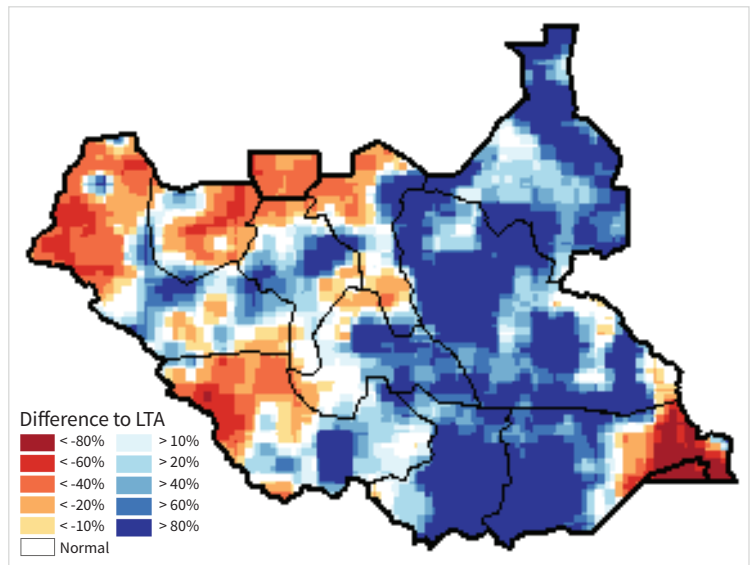 Difference to LTA
< -80% > 10%
< -60% > 20%
< -40% > 40%
< -20% > 60%
< -10% > 80%
Normal